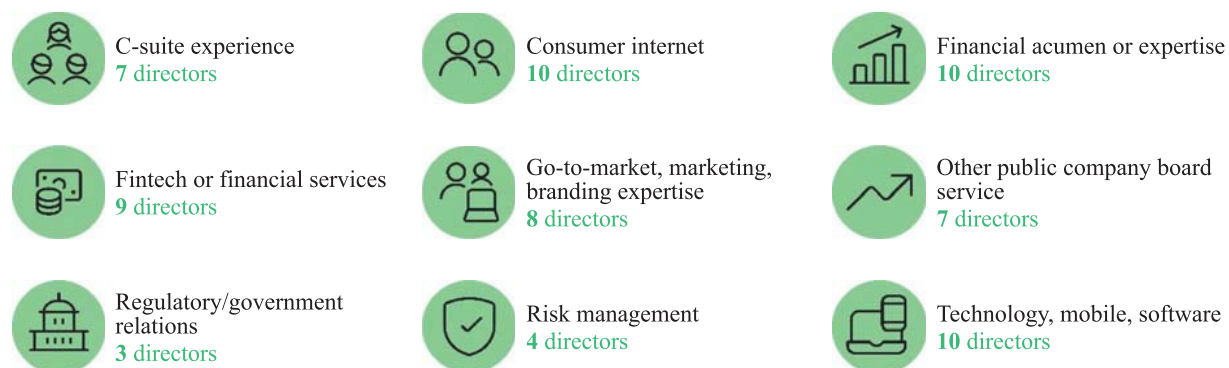 C-suite experience
7 directors
Consumer internet
10 directors
Financial acumen or expertise
10 directors
Fintech or financial services
9 directors
Go-to-market, marketing,
branding expertise
8 directors
Other public company board
service
7 directors
Regulatory/government
relations
3 directors
Risk management
4 directors
Technology, mobile, software
10 directors